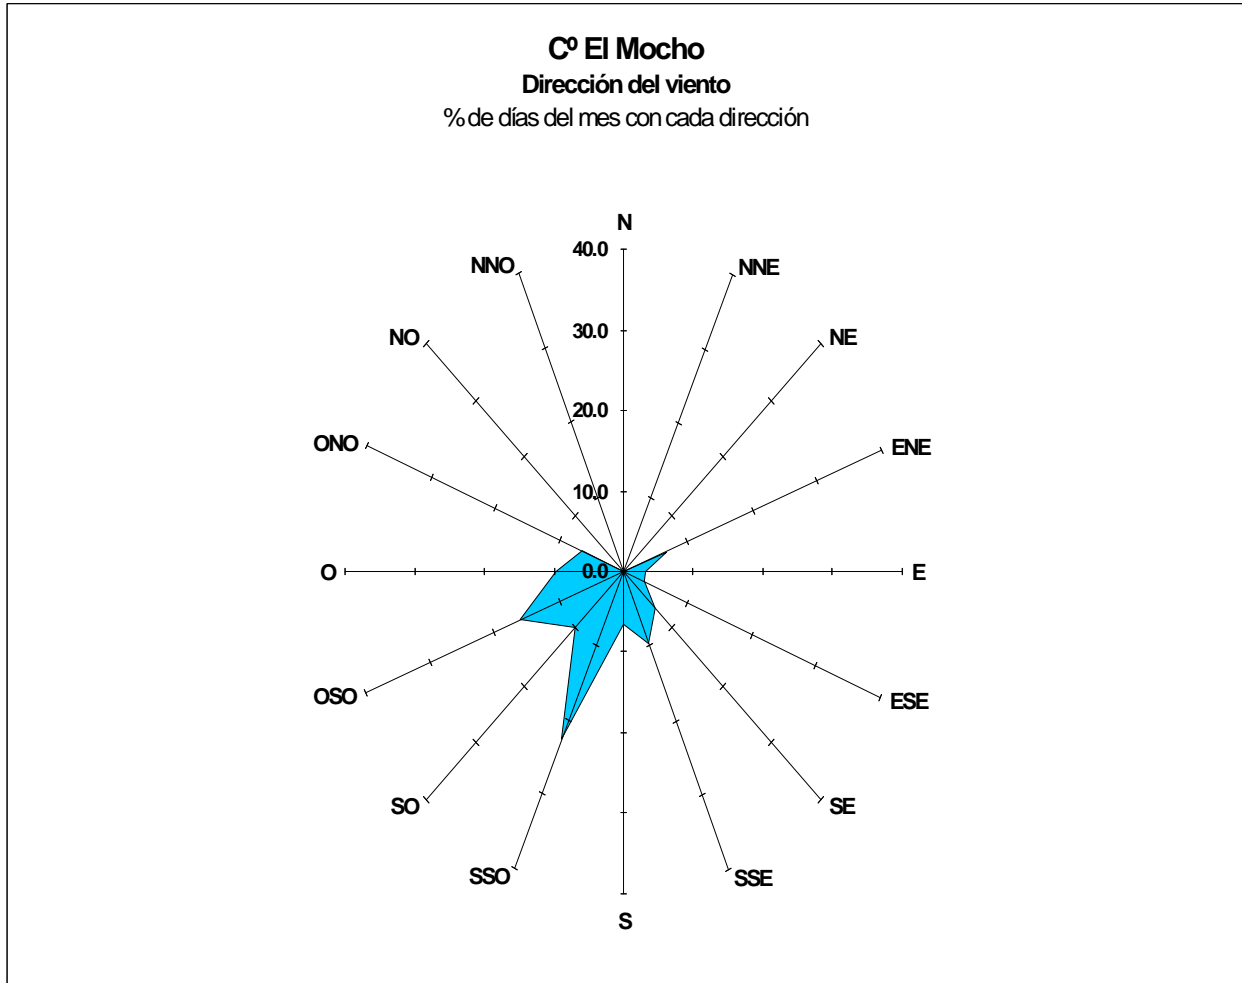 Cº El Mocho
Dirección del viento
% de días del mes con cada dirección
N
40.0
NNO
NNE
30.0
NO
NE
20.0
ONO
ENE
10.0
O
0.0
E
OSO
ESE
SO
SE
SSO
SSE
S